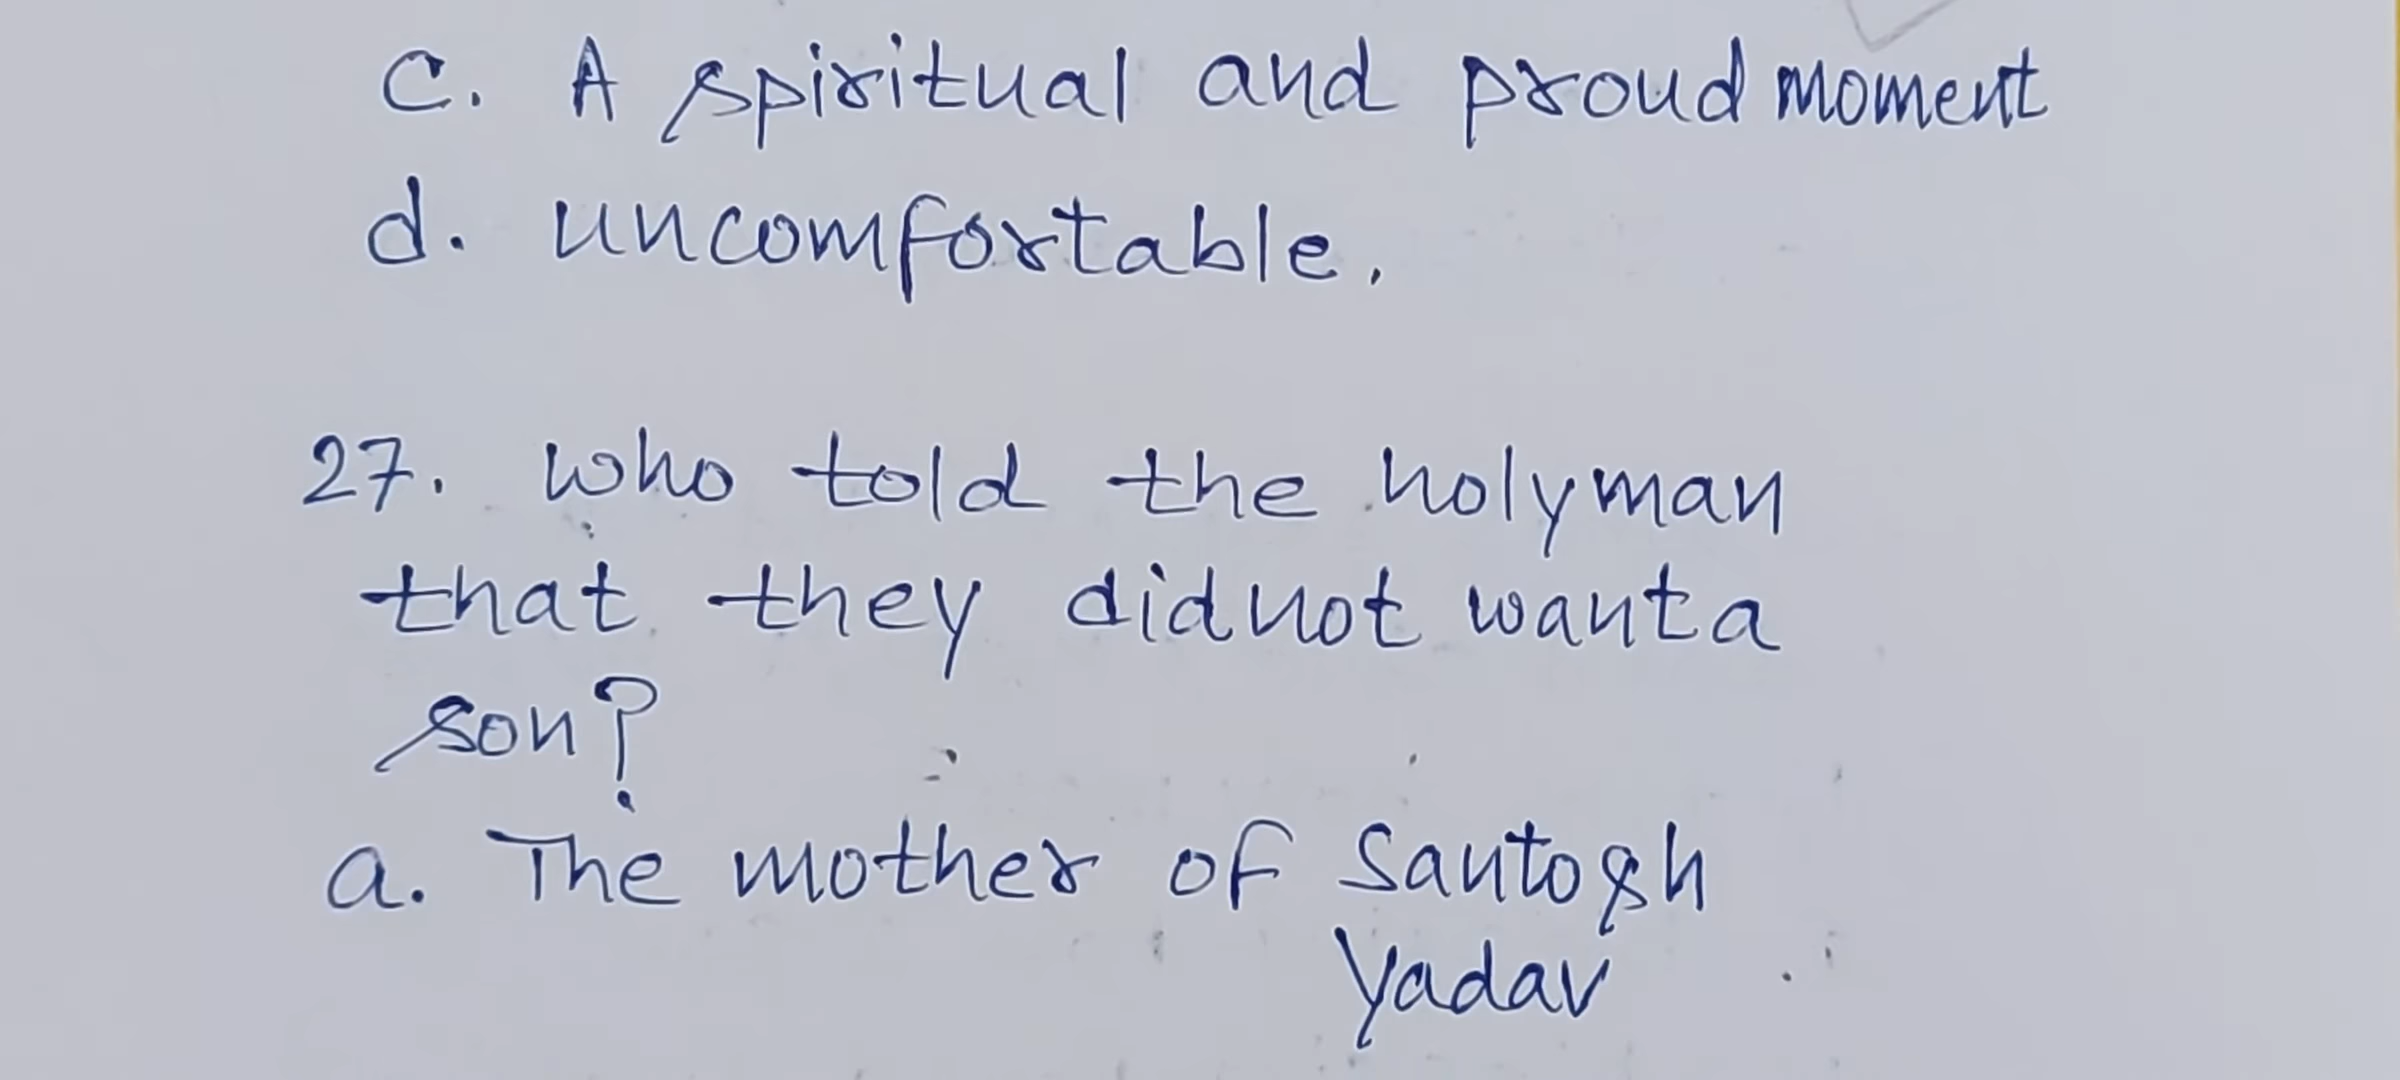 c. A spiritual and proud moment
d. uncomfortable.
27. who told the holyman
that they didnot want a
son?
a. The mother of Santosh
Yadav